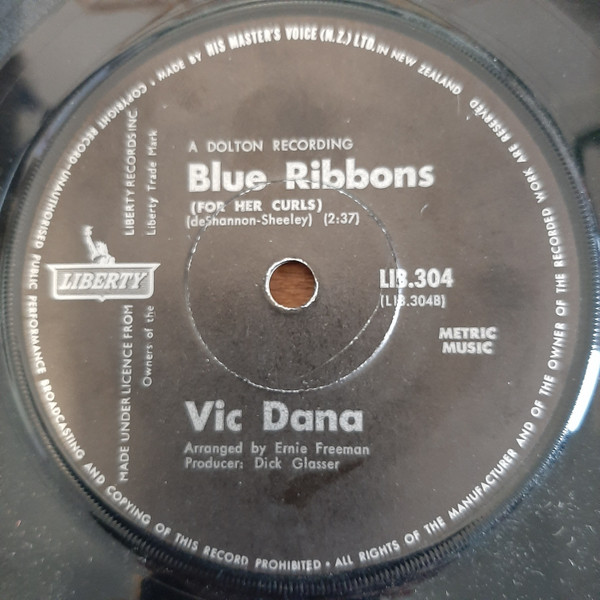 MADE BY HIS MASTER'S VOICE (N.Z.) LTD. IN NEW ZEALAND
A DOLTON RECORDING
Blue Ribbons
(FOR HER CURLS)
(deShannon-Sheeley) (2:37)
LIBERTY RECORDS INC.
Liberty Trade Mark
LIBERTY
MADE UNDER LICENCE FROM
Owners of the
LIB.304
(LIB.304B)
METRIC
MUSIC
Vic Dana
Arranged by Ernie Freeman
Producer: Dick Glasser
• ALL RIGHTS OF THE MANUFACTURER AND OF THE OWNER OF THE RECORDED WORK ARE RESERVED
• COPYRIGHT RECORD-UNAUTHORISED PUBLIC PERFORMANCE BROADCASTING AND COPYING OF THIS RECORD PROHIBITED